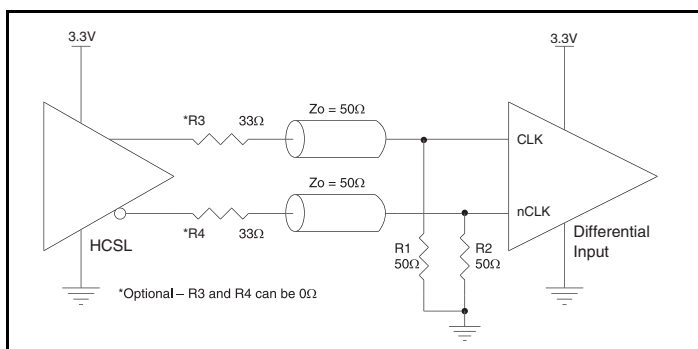 3.3V
3.3V
*R3 33Ω
Zo = 50Ω
CLK
Zo = 50Ω
nCLK
*R4 33Ω
HCSL
R1
50Ω
R2
50Ω
Differential
Input
*Optional – R3 and R4 can be 0Ω